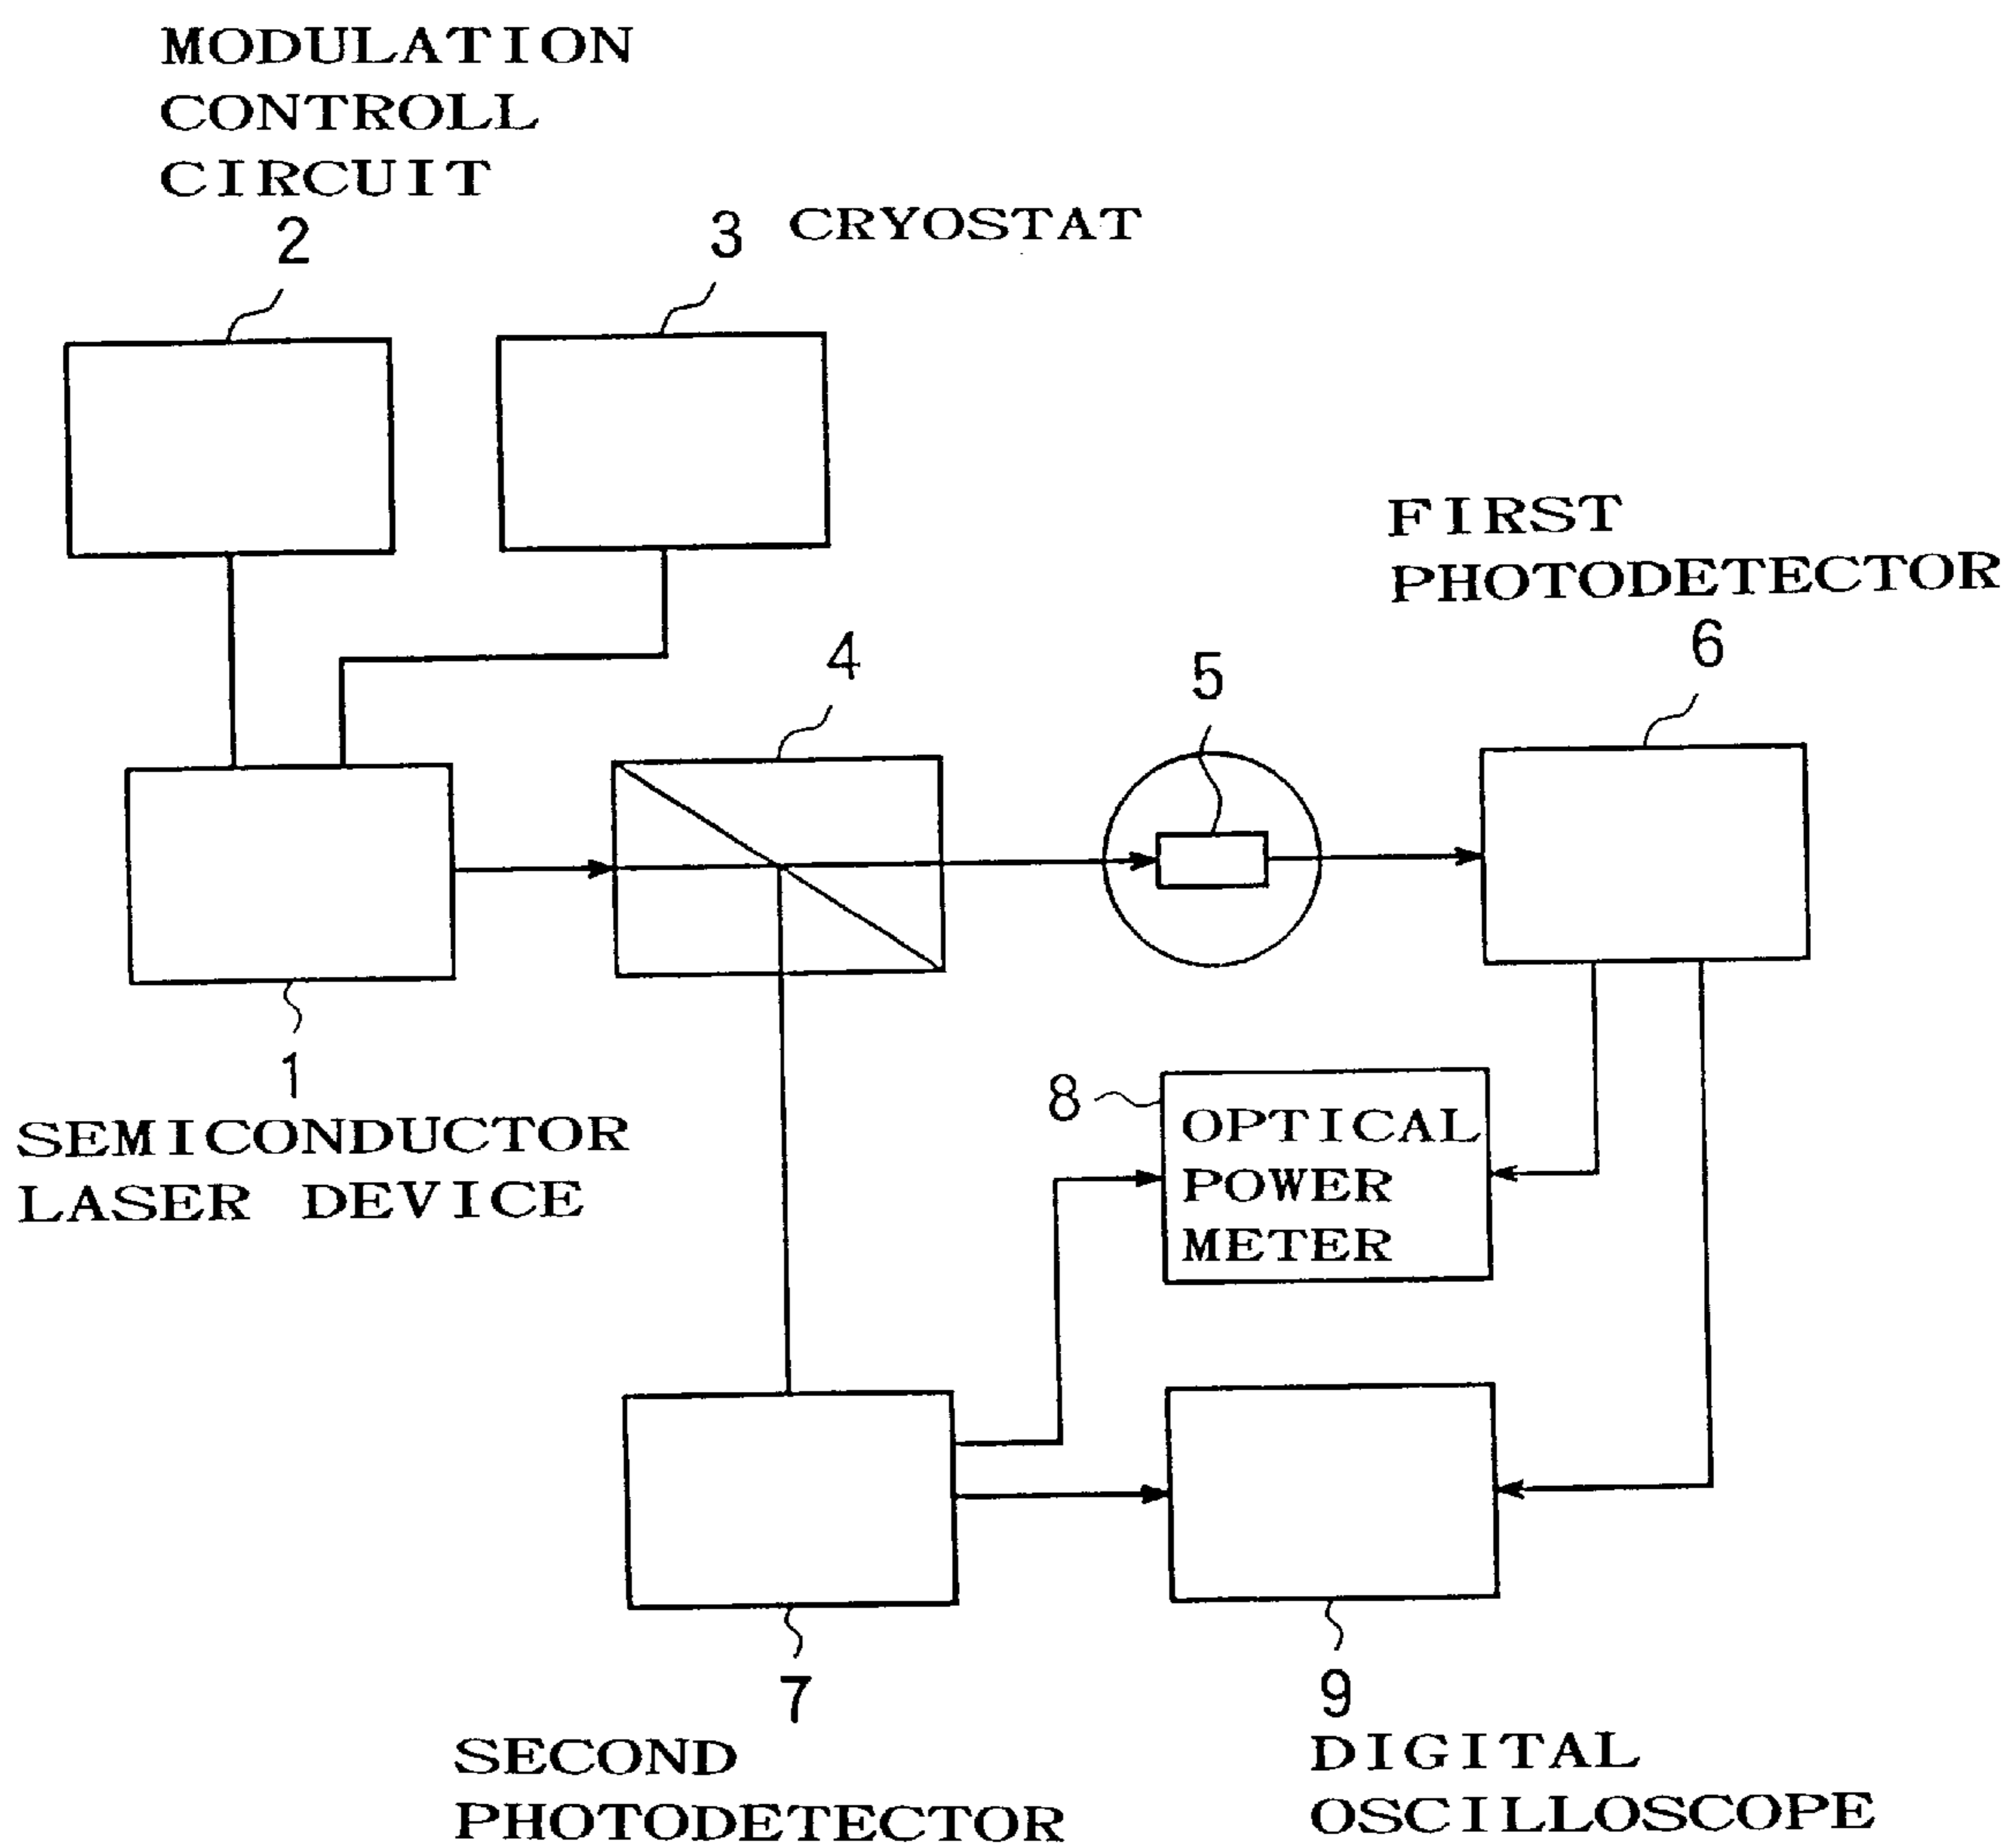 MODULATION
CONTROLL
CIRCUIT
2
3 CRYOSTAT
FIRST
PHOTODETECTOR
6
4
5
1
SEMICONDUCTOR
LASER DEVICE
8
OPTICAL
POWER
METER
7
SECOND
PHOTODETECTOR
9
DIGITAL
OSCILLOSCOPE